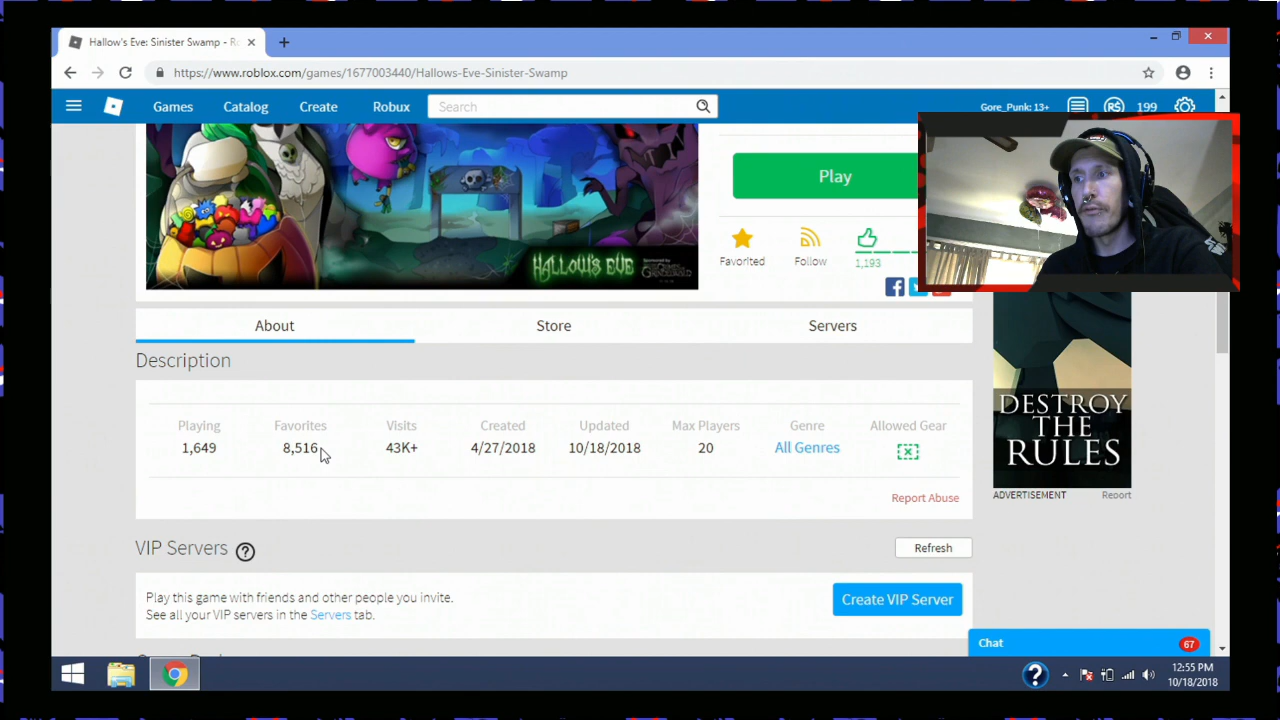 Hallow's Eve: Sinister Swamp - Ro
https://www.roblox.com/games/1677003440/Hallows-Eve-Sinister-Swamp
Games
Catalog
Create
Robux
Search
Gore_Punk: 13+
R$
199
HALLOW'S EVE
Play
Favorited
Follow
1,193
About
Store
Servers
Description
Playing
Favorites
Visits
Created
Updated
Max Players
Genre
Allowed Gear
1,649
8,516
43K+
4/27/2018
10/18/2018
20
All Genres
Report Abuse
DESTROY
THE
RULES
ADVERTISEMENT
Report
VIP Servers
Refresh
Play this game with friends and other people you invite.
See all your VIP servers in the Servers tab.
Create VIP Server
Chat
67
12:55 PM
10/18/2018